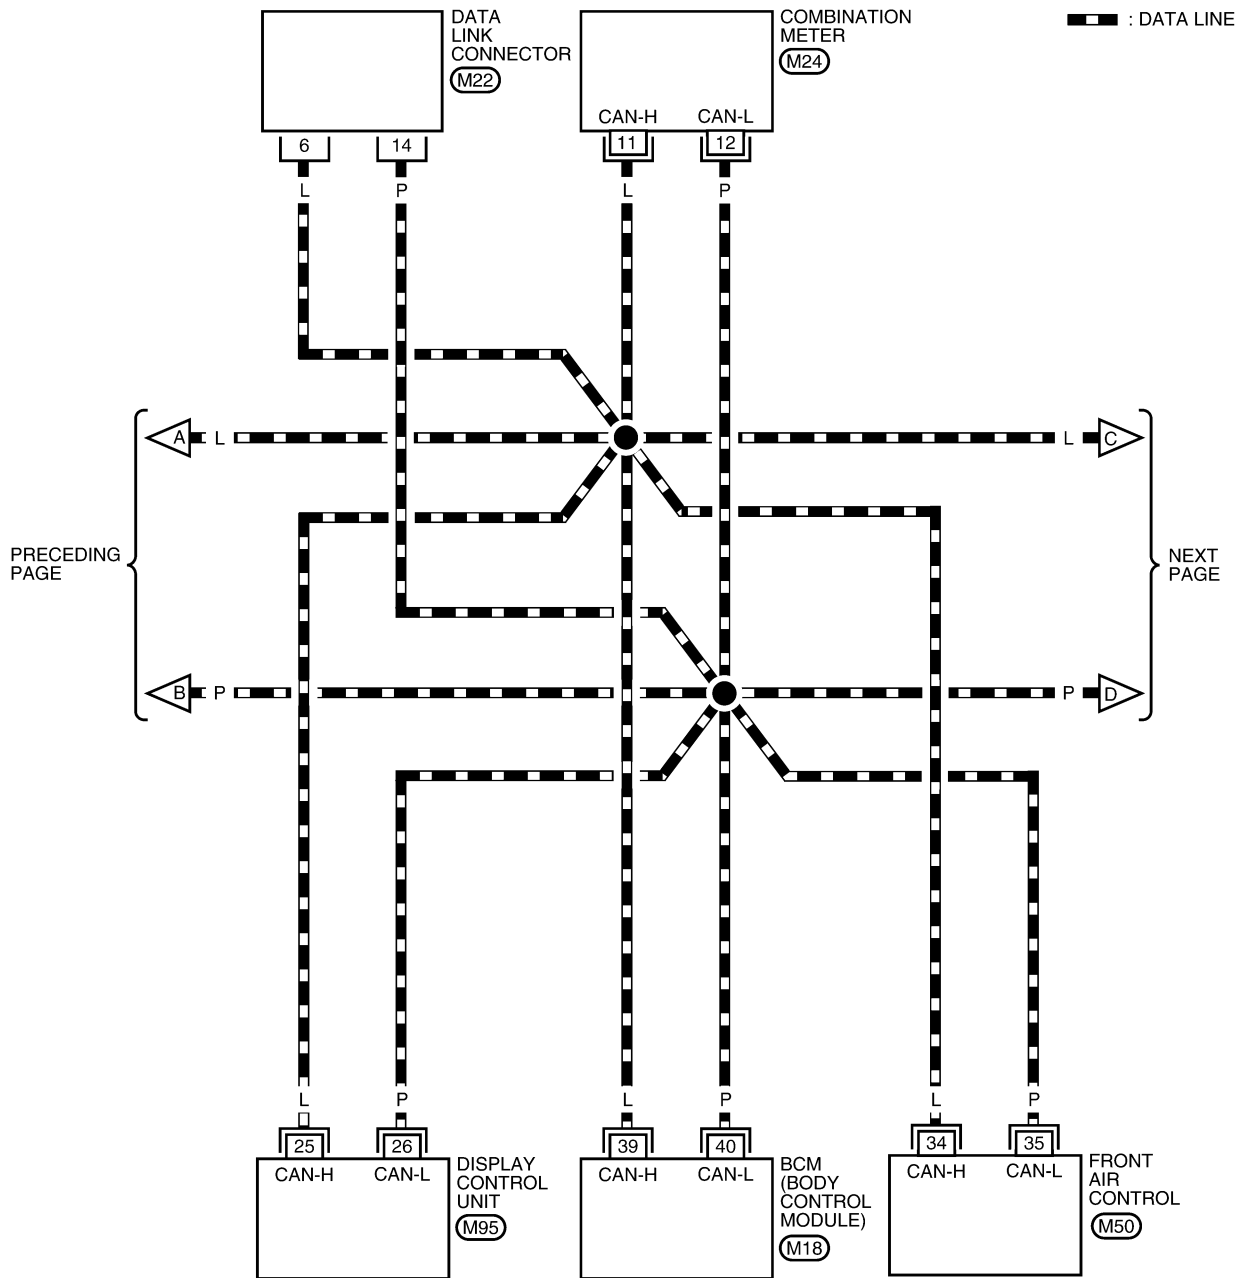 DATA
LINK
CONNECTOR
M22
COMBINATION
METER
M24
: DATA LINE
CAN-H
CAN-L
6
14
11
12
L
P
L
P
A
L
L
C
PRECEDING
PAGE
NEXT
PAGE
B
P
P
D
L
P
L
P
L
P
25
26
39
40
34
35
CAN-H
CAN-L
DISPLAY
CONTROL
UNIT
M95
CAN-H
CAN-L
BCM
(BODY
CONTROL
MODULE)
M18
CAN-H
CAN-L
FRONT
AIR
CONTROL
M50